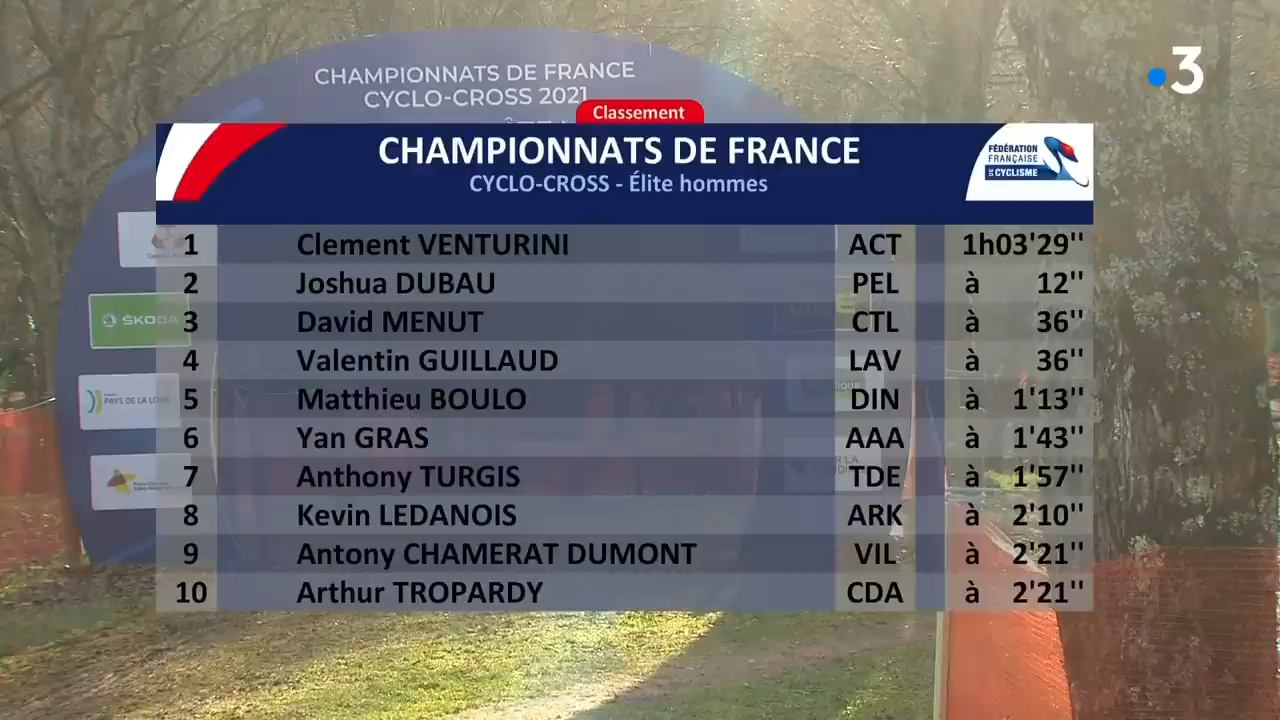 CHAMPIONNATS DE FRANCE
CYCLO-CROSS 2021
3
Classement
CHAMPIONNATS DE FRANCE
CYCLO-CROSS - Élite hommes
FÉDÉRATION
FRANÇAISE
DE CYCLISME
1 Clement VENTURINI ACT 1h03'29''
2 Joshua DUBAU PEL à 12''
3 David MENUT CTL à 36''
4 Valentin GUILLAUD LAV à 36''
5 Matthieu BOULO DIN à 1'13''
6 Yan GRAS AAA à 1'43''
7 Anthony TURGIS TDE à 1'57''
8 Kevin LEDANOIS ARK à 2'10''
9 Antony CHAMERAT DUMONT VIL à 2'21''
10 Arthur TROPARDY CDA à 2'21''
ŠKODA
PAYS DE LA LOIRE